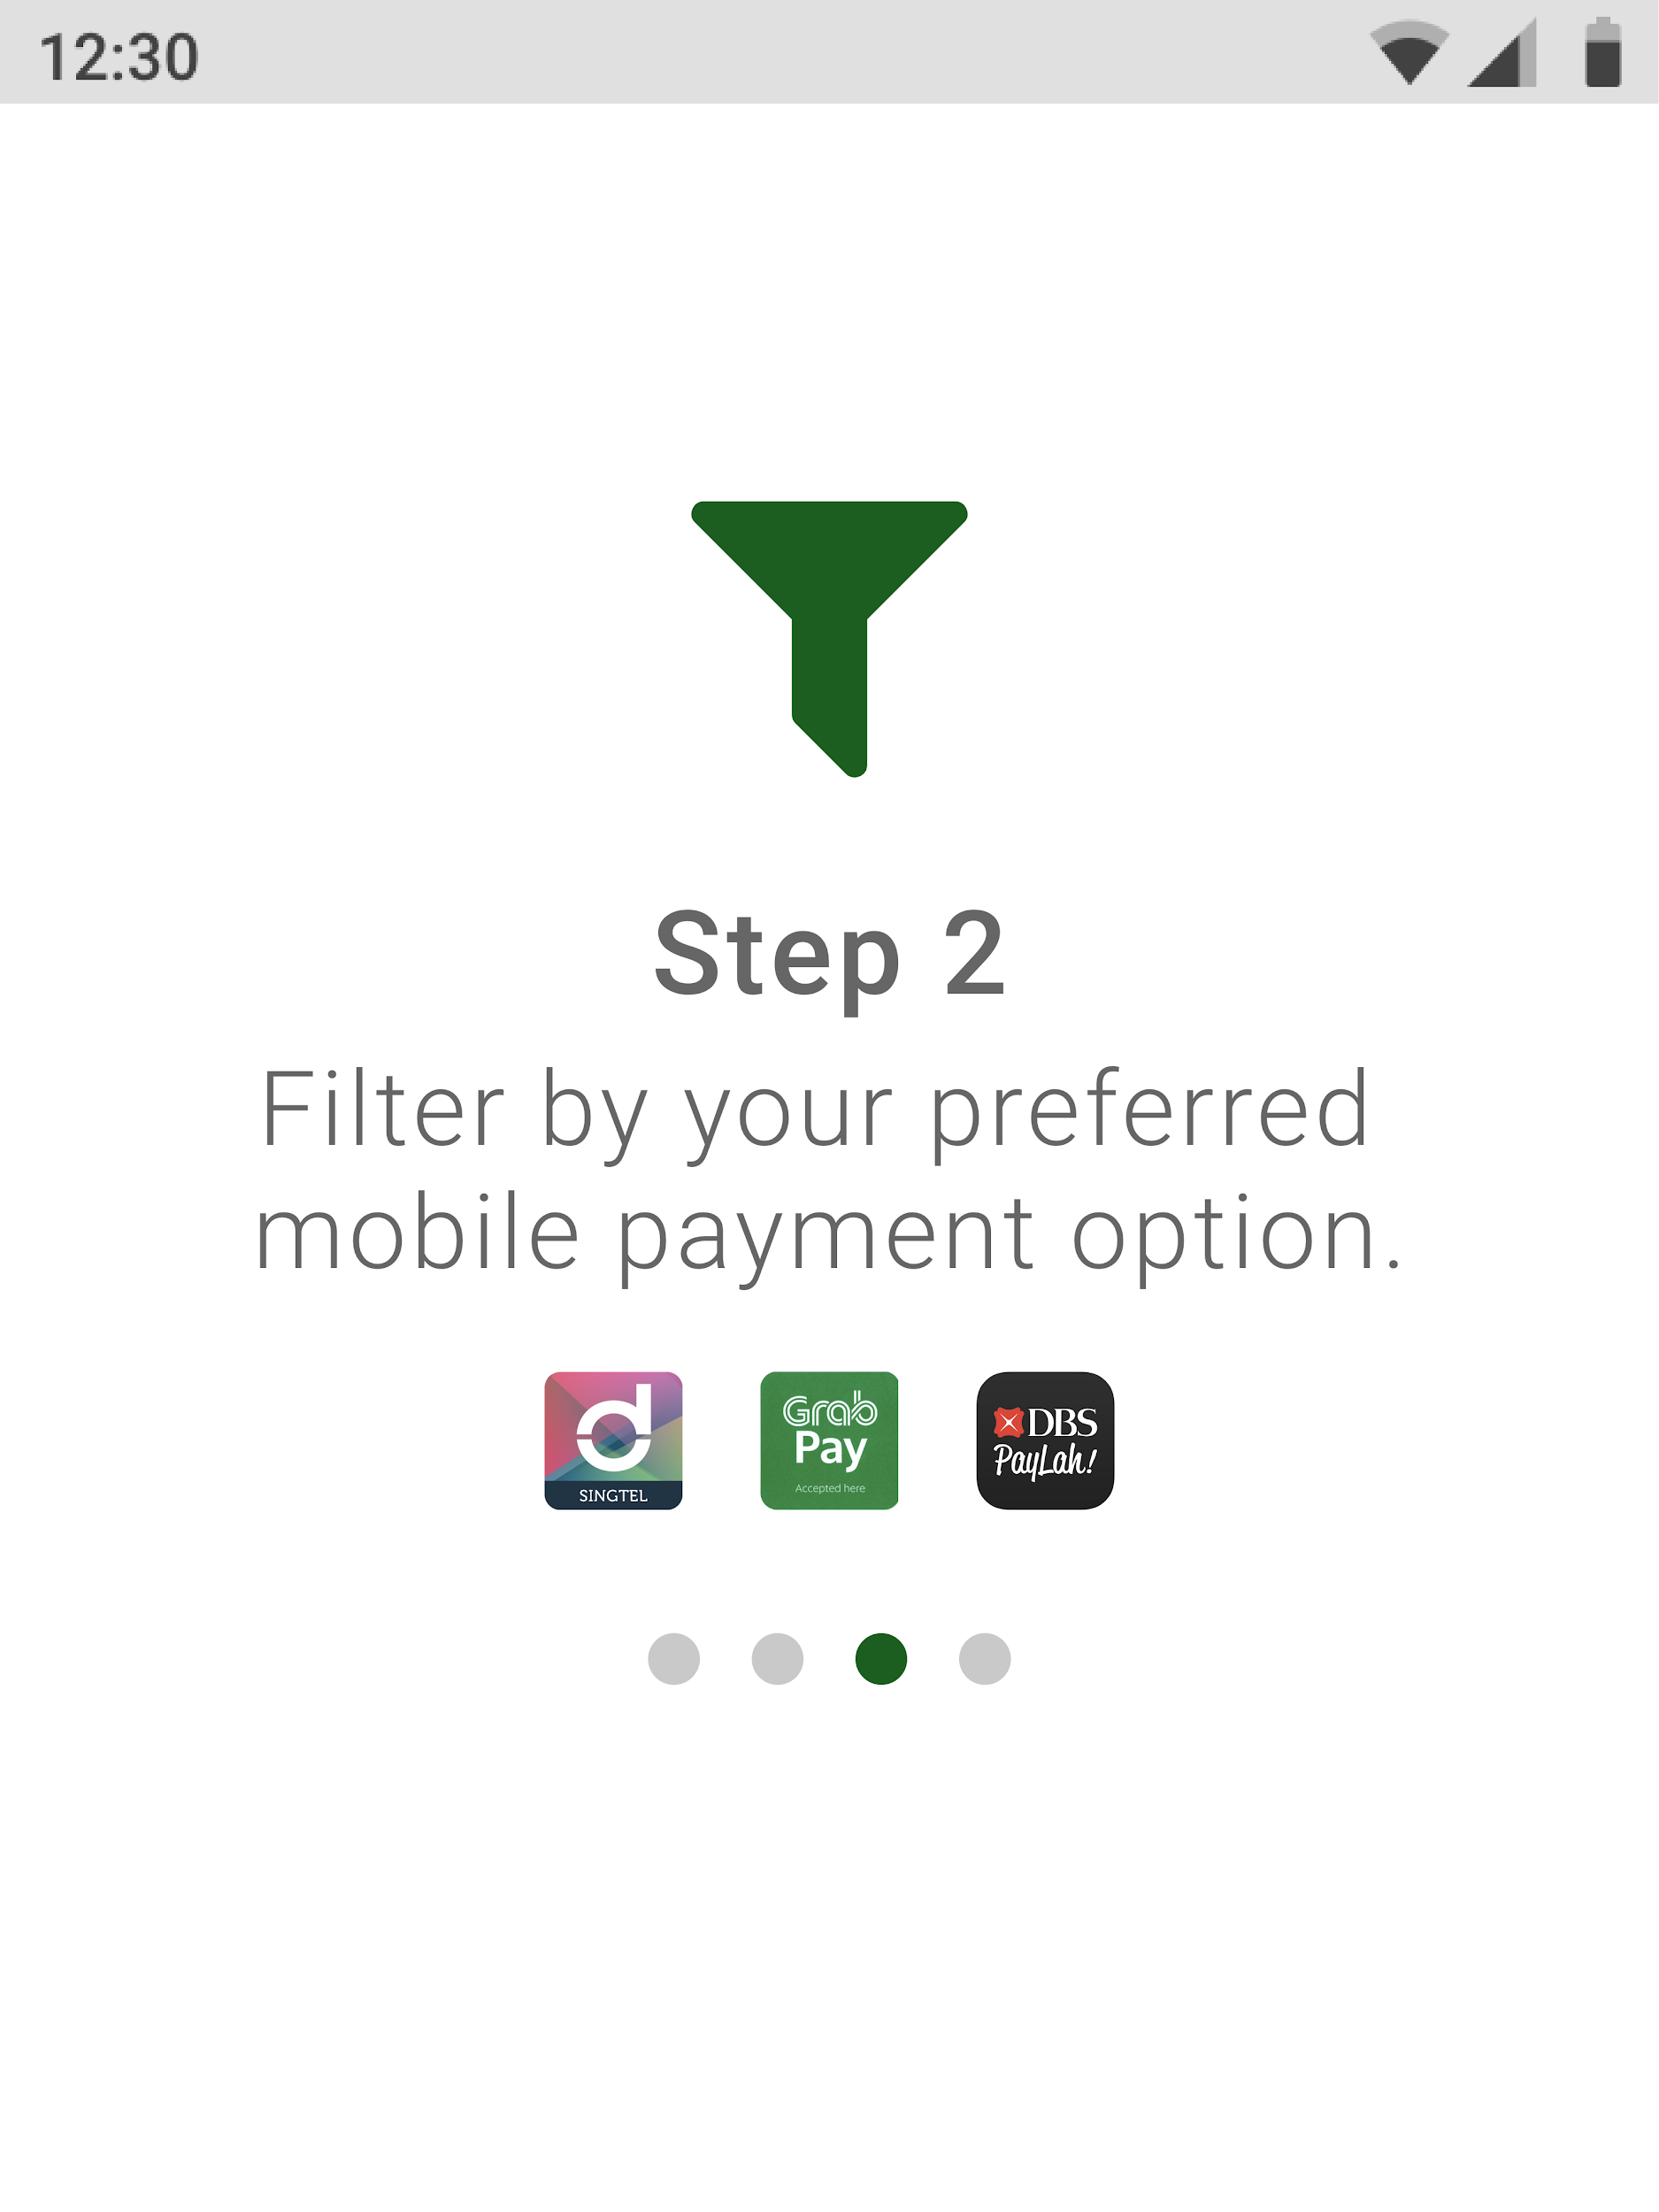 12:30
Step 2
Filter by your preferred
mobile payment option.
d
SINGTEL
Grab
Pay
Accepted here
DBS
PayLah!